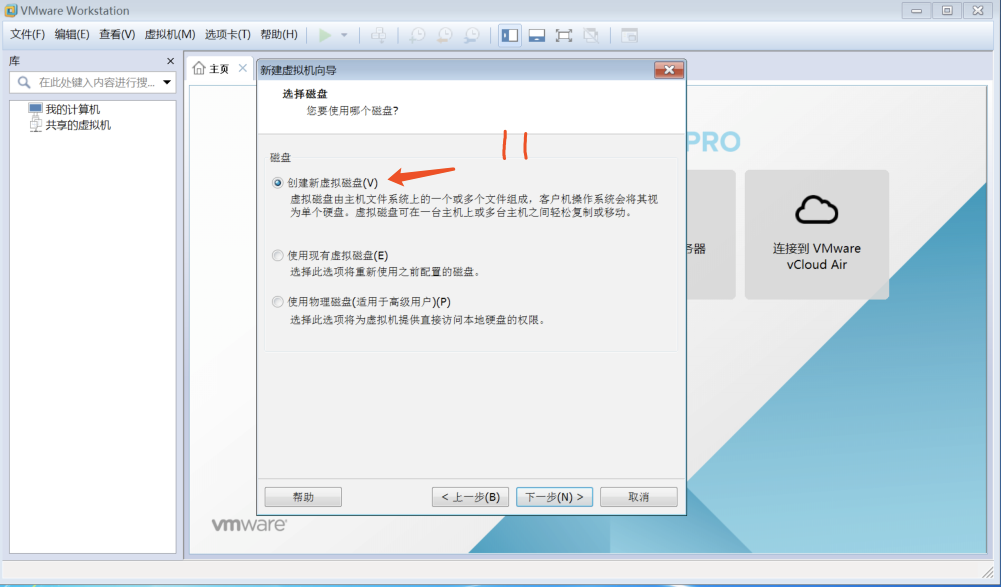 VMware Workstation
文件(F) 编辑(E) 查看(V) 虚拟机(M) 选项卡(T) 帮助(H)
库
在此处键入内容进行搜...
我的计算机
共享的虚拟机
主页
新建虚拟机向导
选择磁盘
您要使用哪个磁盘?
11
PRO
磁盘
创建新虚拟磁盘(V)
虚拟磁盘由主机文件系统上的一个或多个文件组成，客户机操作系统会将其视
为单个硬盘。虚拟磁盘可在一台主机上或多台主机之间轻松复制或移动。
使用现有虚拟磁盘(E)
选择此选项将重新使用之前配置的磁盘。
使用物理磁盘(适用于高级用户)(P)
选择此选项将为虚拟机提供直接访问本地硬盘的权限。
务器
连接到 VMware
vCloud Air
帮助
< 上一步(B)
下一步(N) >
取消
vmware